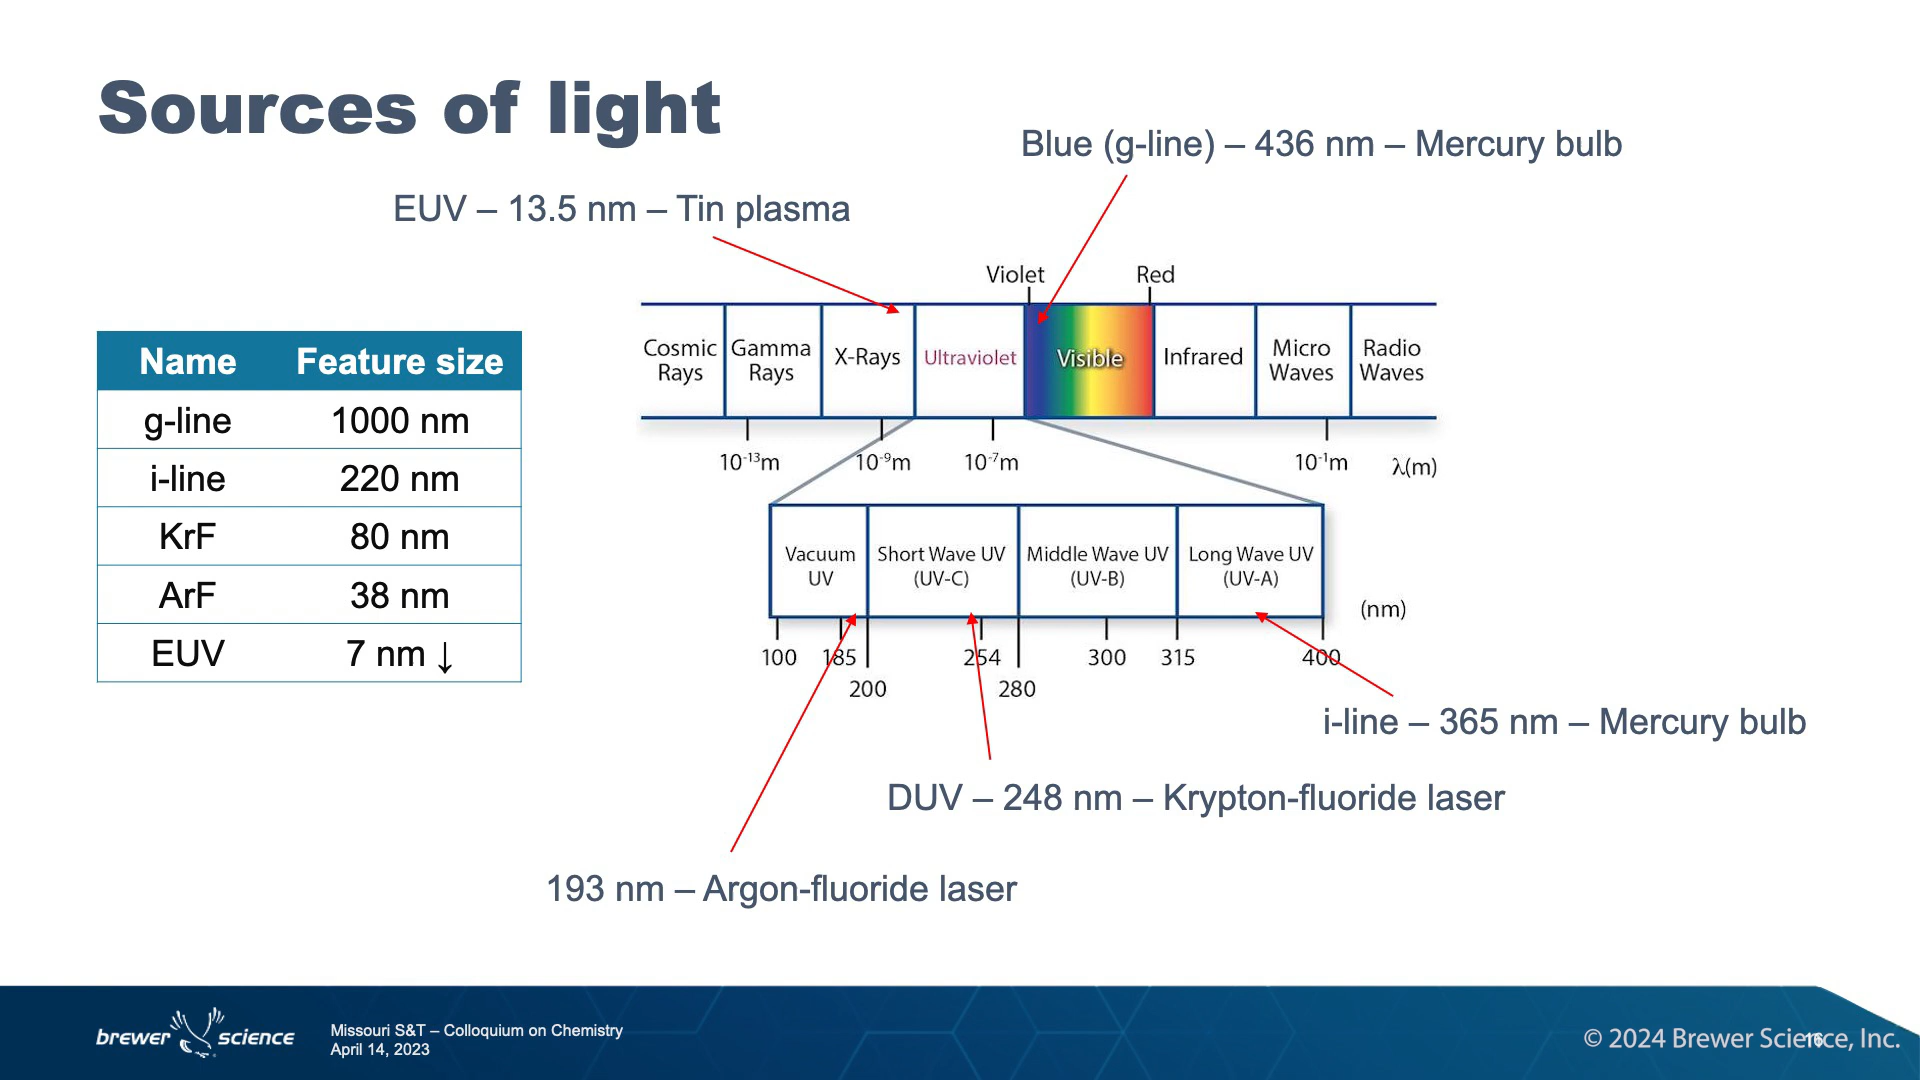 Sources of light
Blue (g-line) – 436 nm – Mercury bulb
EUV – 13.5 nm – Tin plasma
Violet
Red
Cosmic Rays
Gamma Rays
X-Rays
Ultraviolet
Visible
Infrared
Micro Waves
Radio Waves
10⁻¹³m
10⁻⁹m
10⁻⁷m
10⁻¹m
λ(m)
Name Feature size
g-line 1000 nm
i-line 220 nm
KrF 80 nm
ArF 38 nm
EUV 7 nm ↓
Vacuum UV
Short Wave UV (UV-C)
Middle Wave UV (UV-B)
Long Wave UV (UV-A)
(nm)
100 185 254 300 315 400
200 280
i-line – 365 nm – Mercury bulb
DUV – 248 nm – Krypton-fluoride laser
193 nm – Argon-fluoride laser
brewer science
Missouri S&T – Colloquium on Chemistry
April 14, 2023
© 2024 Brewer Science, Inc.
16